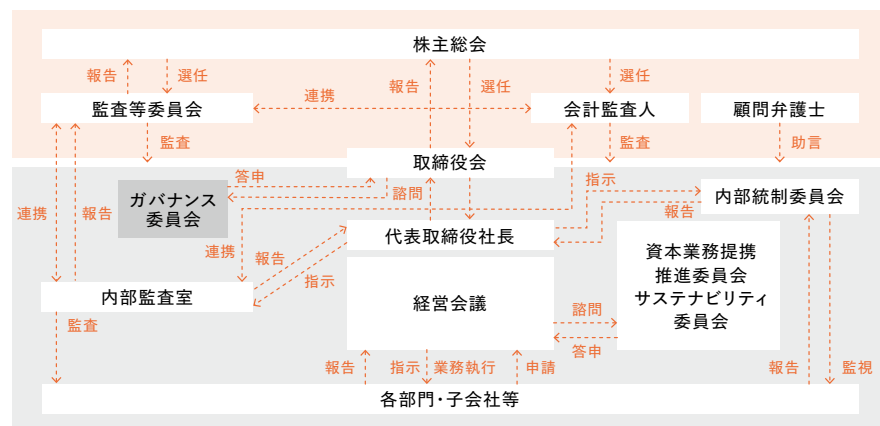 株主総会
報告
選任
報告
選任
選任
連携
監査等委員会
会計監査人
顧問弁護士
監査
監査
助言
取締役会
答申
諮問
指示
ガバナンス
委員会
内部統制委員会
連携
報告
報告
代表取締役社長
連携
報告
指示
資本業務提携
推進委員会
サステナビリティ
委員会
内部監査室
経営会議
監査
諮問
答申
報告
指示
業務執行
申請
報告
監視
各部門・子会社等